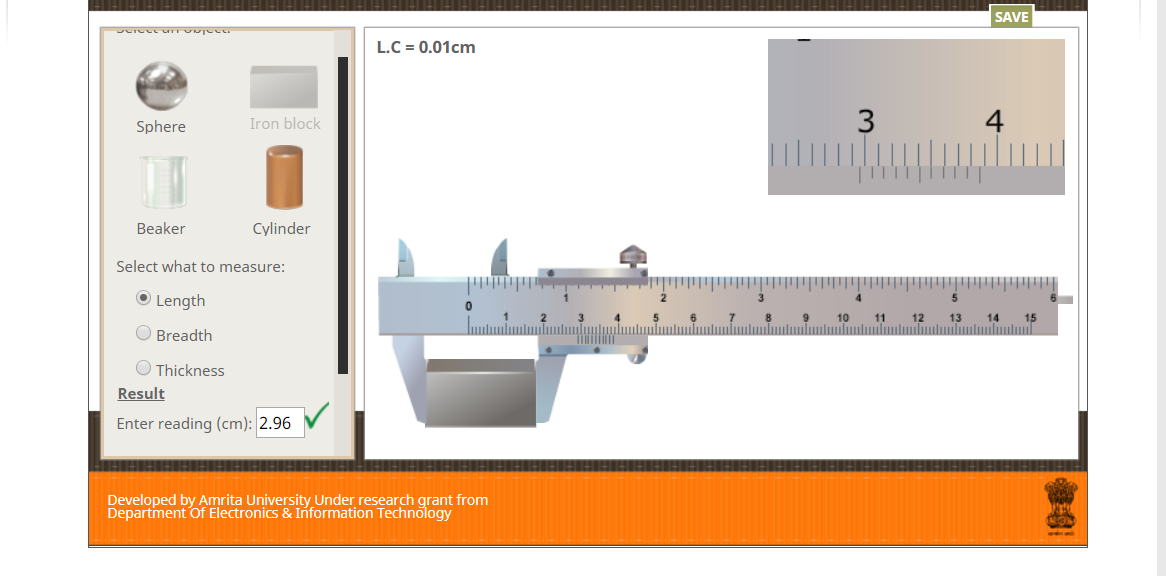 SAVE
Select an object:
Sphere
Iron block
Beaker
Cylinder
Select what to measure:
Length
Breadth
Thickness
Result
Enter reading (cm): 2.96
L.C = 0.01cm
3 4
0 1 2 3 4 5 6
1 2 3 4 5 6 7 8 9 10 11 12 13 14 15
Developed by Amrita University Under research grant from
Department Of Electronics & Information Technology